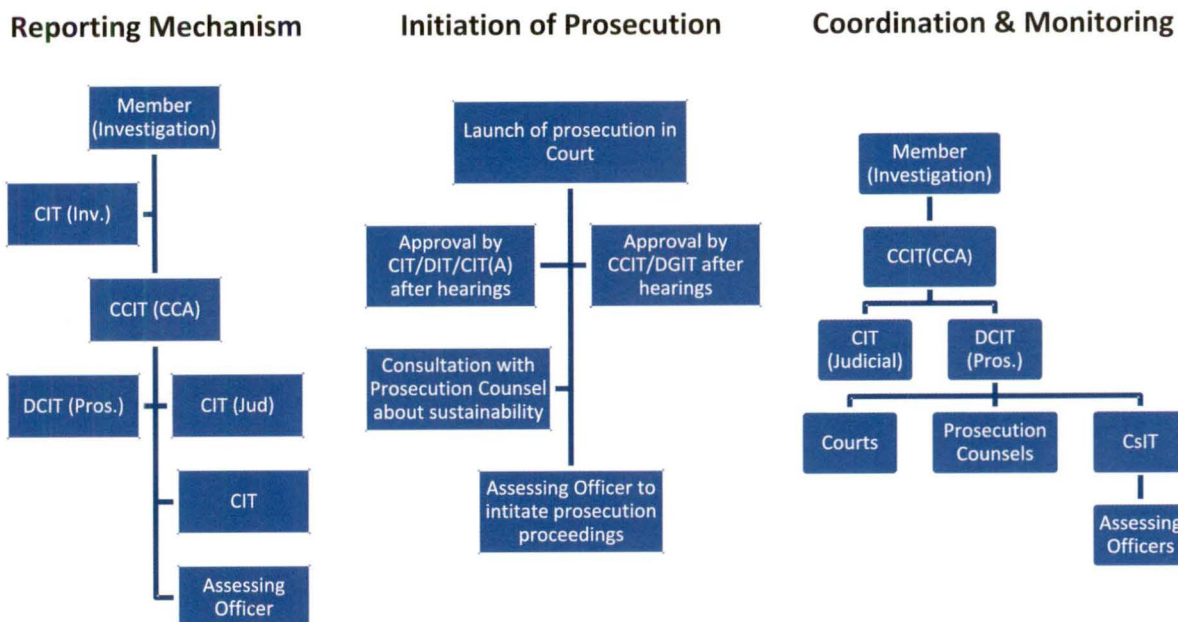 Reporting Mechanism
Member
(Investigation)
CIT (Inv.)
CCIT (CCA)
DCIT (Pros.)
CIT (Jud)
CIT
Assessing
Officer
Initiation of Prosecution
Launch of prosecution in
Court
Approval by
CIT/DIT/CIT(A)
after hearings
Approval by
CCIT/DGIT after
hearings
Consultation with
Prosecution Counsel
about sustainability
Assessing Officer to
intitate prosecution
proceedings
Coordination & Monitoring
Member
(Investigation)
CCIT(CCA)
CIT
(Judicial)
DCIT
(Pros.)
Courts
Prosecution
Counsels
CsIT
Assessing
Officers